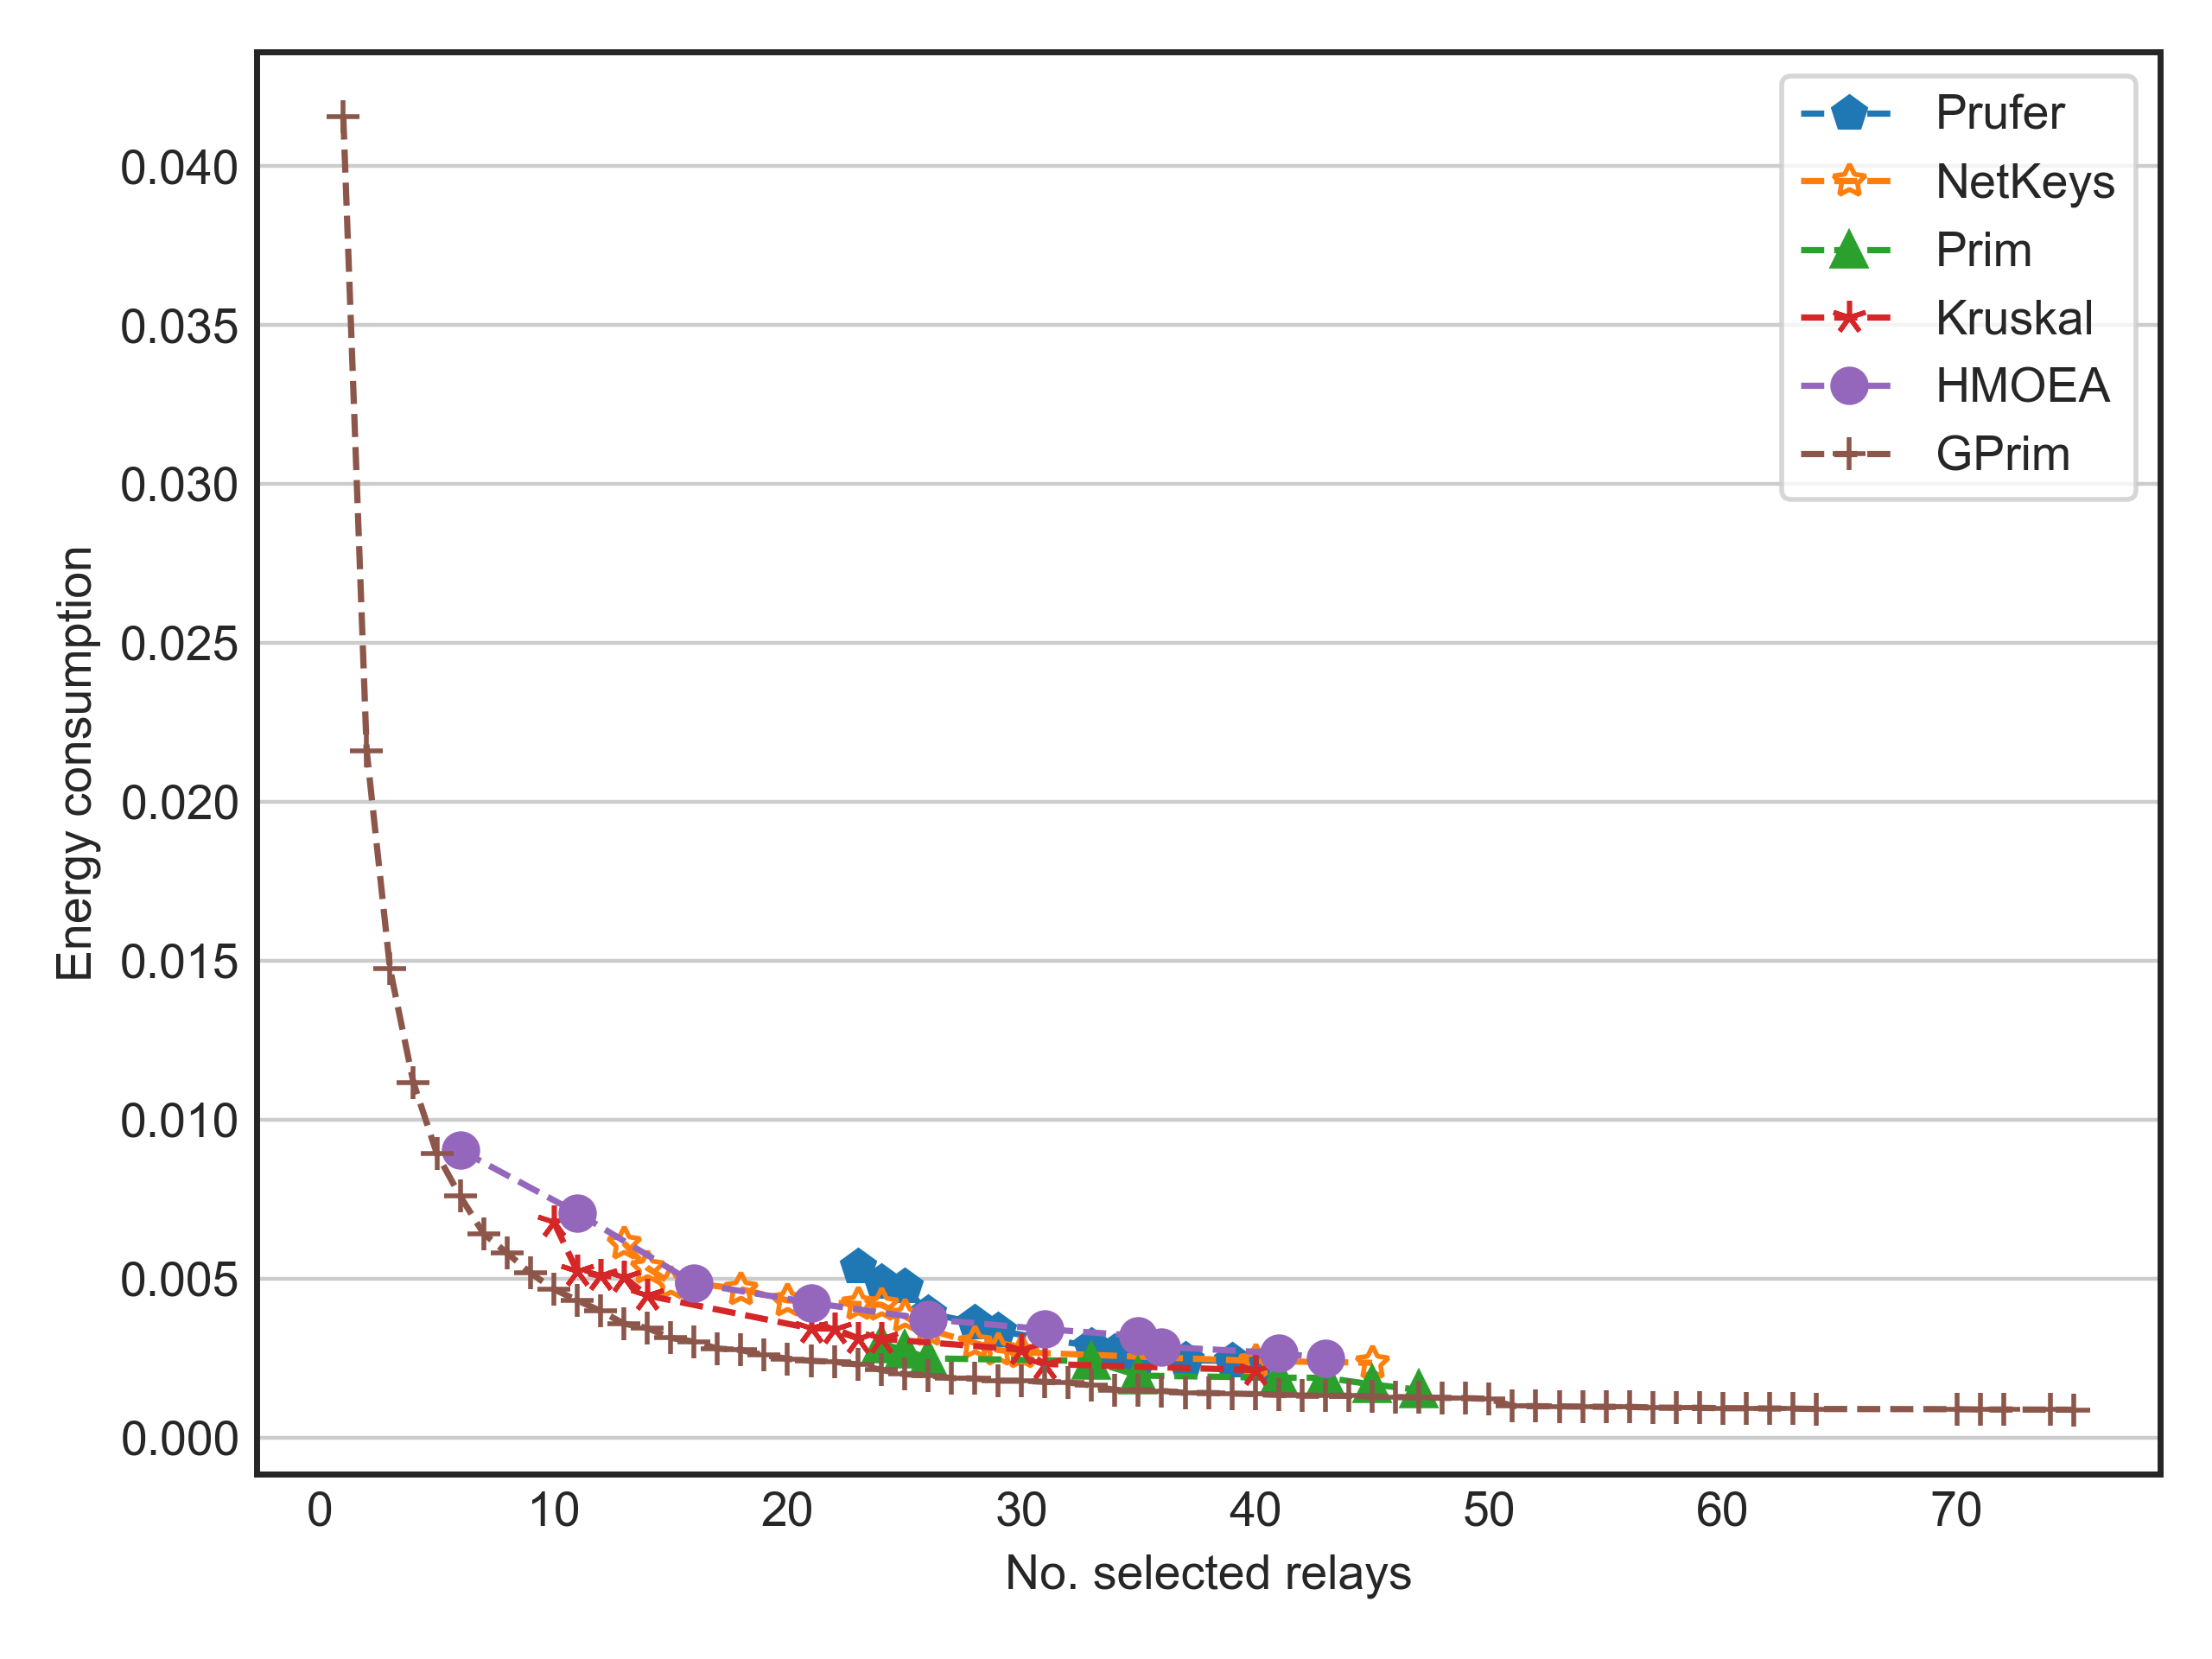 Prufer
NetKeys
Prim
Kruskal
HMOEA
GPrim
Energy consumption
0.040
0.035
0.030
0.025
0.020
0.015
0.010
0.005
0.000
0 10 20 30 40 50 60 70
No. selected relays